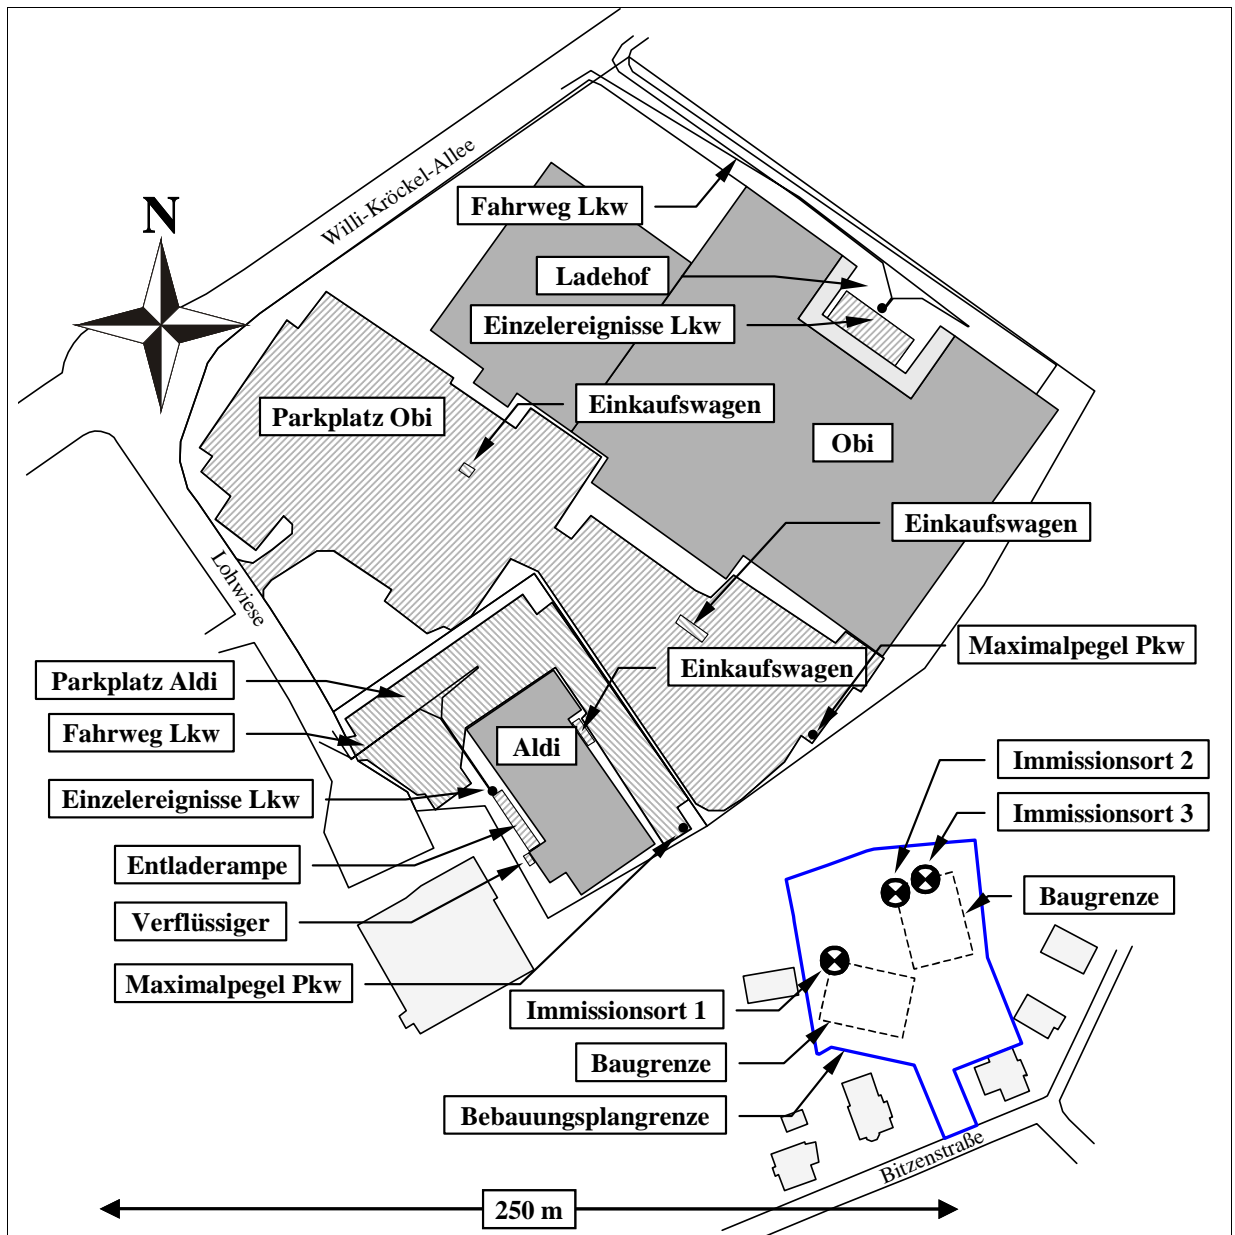 Willi-Kröckel-Allee
N
Fahrweg Lkw
Ladehof
Einzelereignisse Lkw
Einkaufswagen
Parkplatz Obi
Obi
Einkaufswagen
Lohwiese
Maximalpegel Pkw
Einkaufswagen
Parkplatz Aldi
Fahrweg Lkw
Aldi
Immissionsort 2
Einzelereignisse Lkw
Immissionsort 3
Entladerampe
Baugrenze
Verflüssiger
Maximalpegel Pkw
Immissionsort 1
Baugrenze
Bebauungsplangrenze
Bitzenstraße
250 m